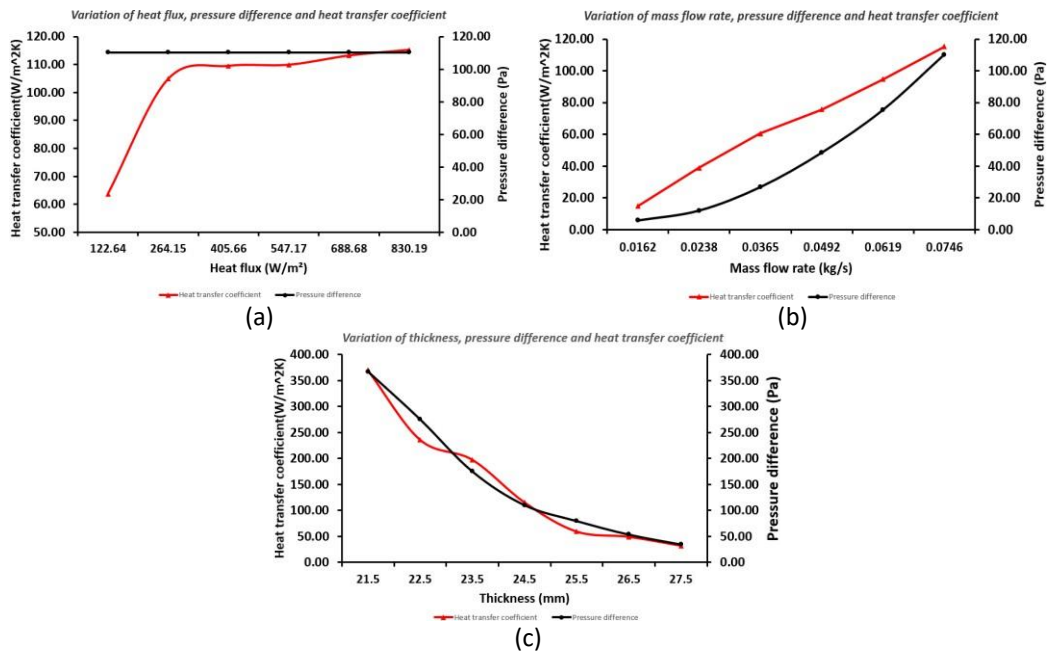 Variation of heat flux, pressure difference and heat transfer coefficient
Heat transfer coefficient(W/m^2K)
120.00
110.00
100.00
90.00
80.00
70.00
60.00
50.00
120.00
100.00
80.00
60.00
40.00
20.00
0.00
Pressure difference (Pa)
122.64 264.15 405.66 547.17 688.68 830.19
Heat flux (W/m²)
Heat transfer coefficient Pressure difference
(a)
Variation of mass flow rate, pressure difference and heat transfer coefficient
Heat transfer coefficient(W/m^2K)
120.00
100.00
80.00
60.00
40.00
20.00
0.00
120.00
100.00
80.00
60.00
40.00
20.00
0.00
Pressure difference (Pa)
0.0162 0.0238 0.0365 0.0492 0.0619 0.0746
Mass flow rate (kg/s)
Heat transfer coefficient Pressure difference
(b)
Variation of thickness, pressure difference and heat transfer coefficient
Heat transfer coefficient(W/m^2K)
400.00
350.00
300.00
250.00
200.00
150.00
100.00
50.00
0.00
400.00
350.00
300.00
250.00
200.00
150.00
100.00
50.00
0.00
Pressure difference (Pa)
21.5 22.5 23.5 24.5 25.5 26.5 27.5
Thickness (mm)
Heat transfer coefficient Pressure difference
(c)